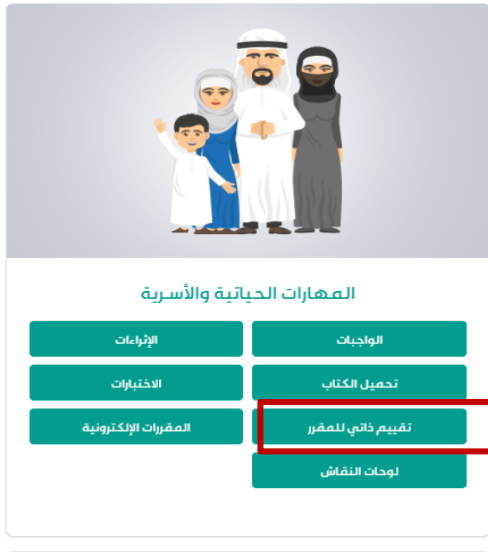 المهارات الحياتية والأسرية
الواجبات
الإثراءات
تحميل الكتاب
الاختبارات
تقييم ذاتي للمقرر
المقررات الإلكترونية
لوحات النقاش